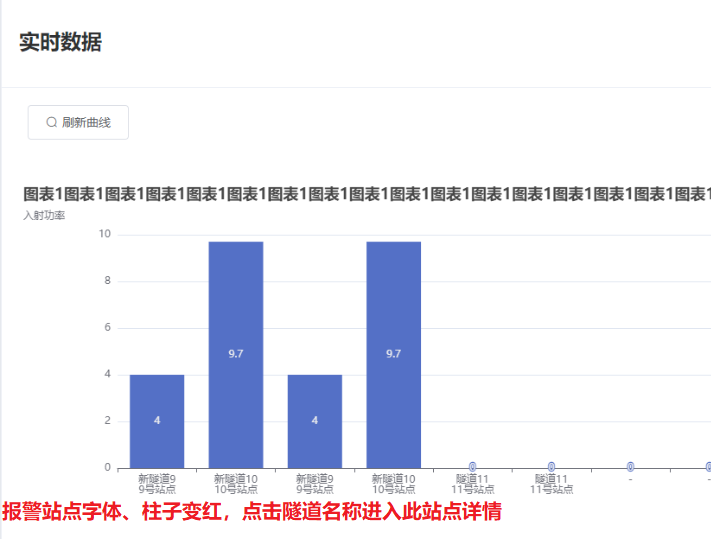 实时数据
刷新曲线
图表1图表1图表1图表1图表1图表1图表1图表1图表1图表1图表1图表1图表1图表1图表1图表1图表1
入射功率
10
8
6
4
2
0
4
9.7
4
9.7
0
0
0
0
新隧道9 新隧道10 新隧道9 新隧道10 隧道11 隧道11 - -
9号站点 10号站点 9号站点 10号站点 11号站点 11号站点
报警站点字体、柱子变红，点击隧道名称进入此站点详情